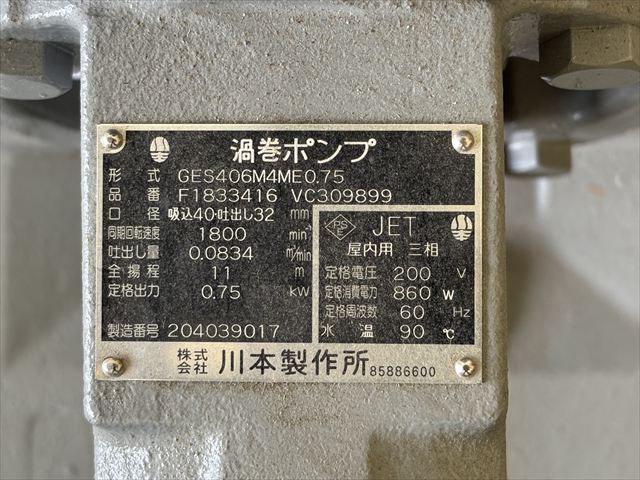 渦巻ポンプ
形式 GES406M4ME0.75
品番 F1833416 VC309899
口径 吸込40・吐出し32 mm
同期回転速度 1800 min⁻¹
吐出し量 0.0834 m³/min
全揚程 11 m
定格出力 0.75 kW
製造番号 204039017
PSE JET
屋内用 三相
定格電圧 200 V
定格消費電力 860 W
定格周波数 60 Hz
水温 90 ℃
株式会社 川本製作所 85886600